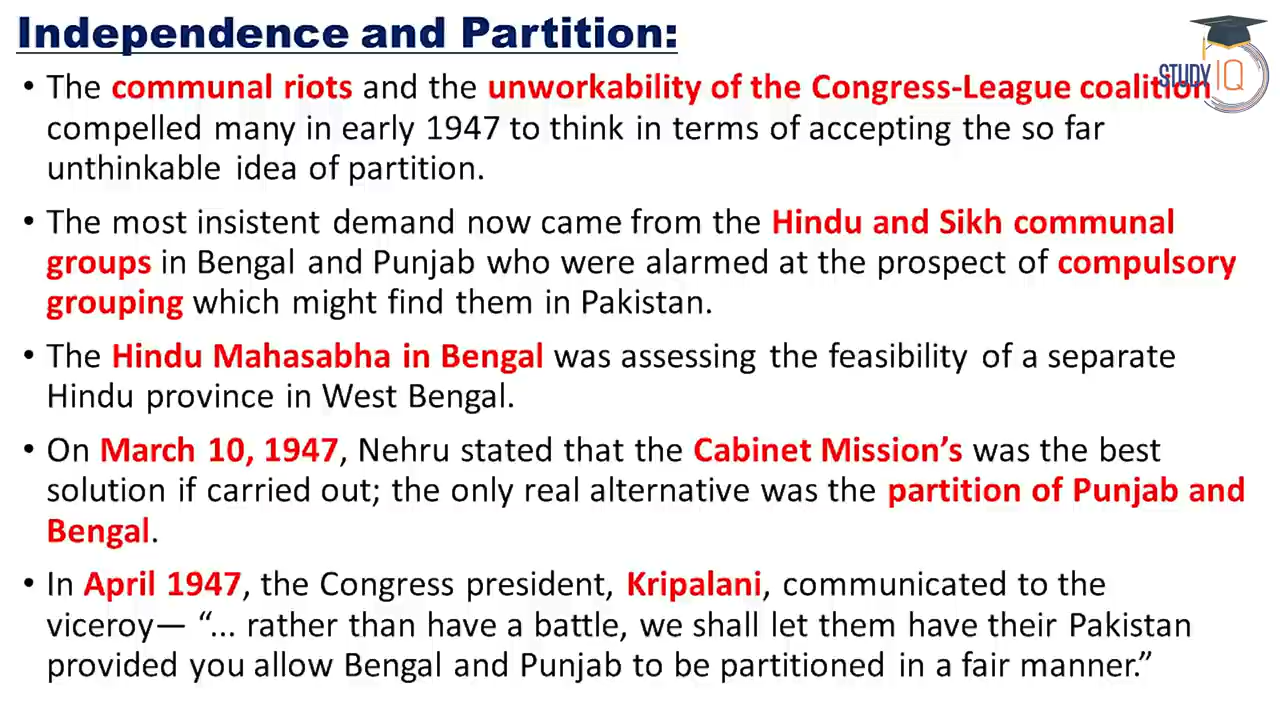 Independence and Partition:
STUDY IQ
• The communal riots and the unworkability of the Congress-League coalition
compelled many in early 1947 to think in terms of accepting the so far
unthinkable idea of partition.
• The most insistent demand now came from the Hindu and Sikh communal
groups in Bengal and Punjab who were alarmed at the prospect of compulsory
grouping which might find them in Pakistan.
• The Hindu Mahasabha in Bengal was assessing the feasibility of a separate
Hindu province in West Bengal.
• On March 10, 1947, Nehru stated that the Cabinet Mission’s was the best
solution if carried out; the only real alternative was the partition of Punjab and
Bengal.
• In April 1947, the Congress president, Kripalani, communicated to the
viceroy— “... rather than have a battle, we shall let them have their Pakistan
provided you allow Bengal and Punjab to be partitioned in a fair manner.”